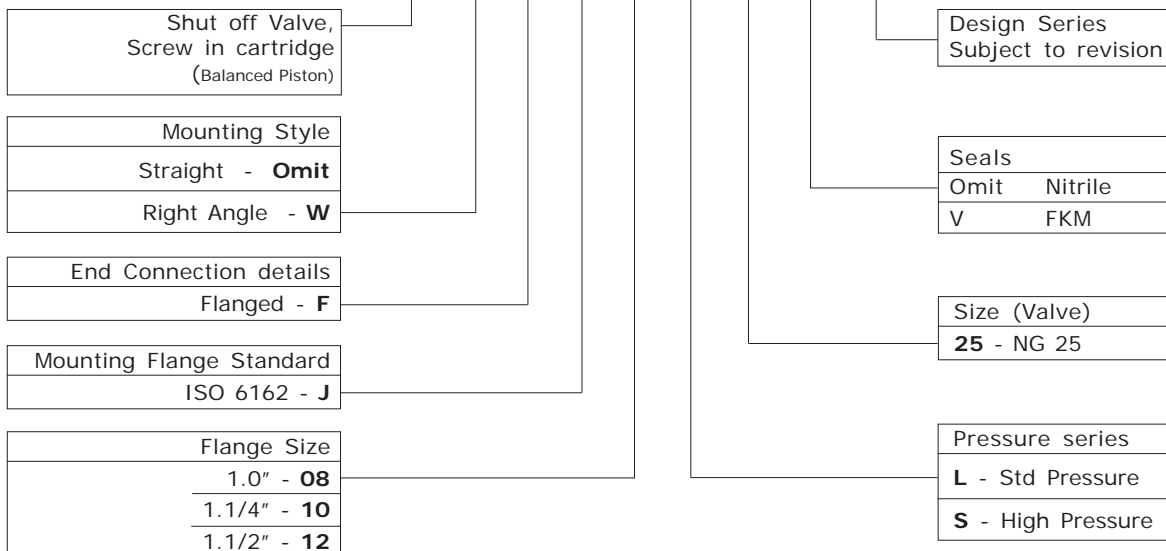 Shut off Valve,
Screw in cartridge
(Balanced Piston)
Mounting Style
Straight - Omit
Right Angle - W
End Connection details
Flanged - F
Mounting Flange Standard
ISO 6162 - J
Flange Size
1.0″ - 08
1.1/4″ - 10
1.1/2″ - 12
Design Series
Subject to revision
Seals
Omit Nitrile
V FKM
Size (Valve)
25 - NG 25
Pressure series
L - Std Pressure
S - High Pressure